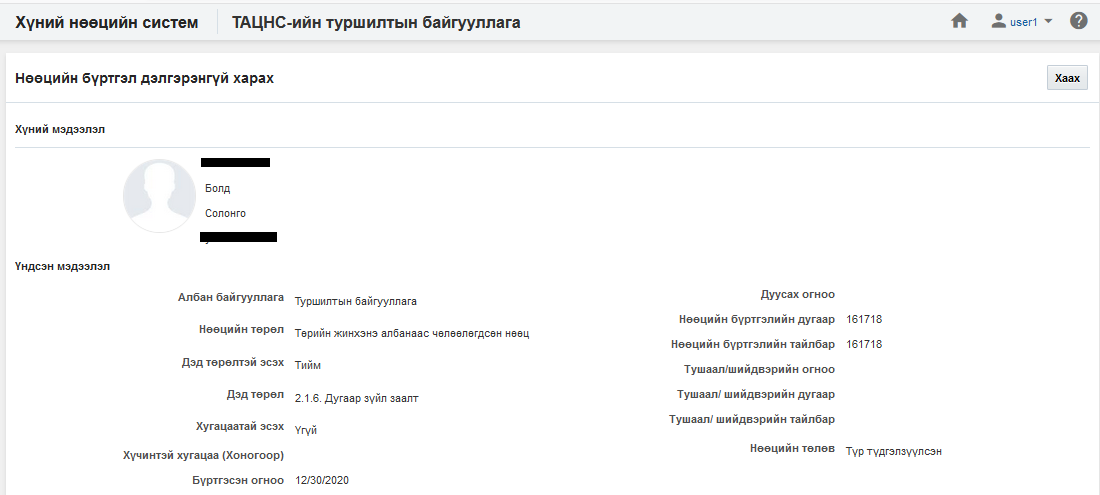 Хүний нөөцийн систем ТАЦНС-ийн туршилтын байгууллага user1
Нөөцийн бүртгэл дэлгэрэнгүй харах Хаах
Хүний мэдээлэл
Болд
Солонго
Үндсэн мэдээлэл
Албан байгууллага Туршилтын байгууллага
Нөөцийн төрөл Төрийн жинхэнэ албанаас чөлөөлөгдсөн нөөц
Дэд төрөлтэй эсэх Тийм
Дэд төрөл 2.1.6. Дугаар зүйл заалт
Хугацаатай эсэх Үгүй
Хүчинтэй хугацаа (Хоногоор)
Бүртгэсэн огноо 12/30/2020
Дуусах огноо
Нөөцийн бүртгэлийн дугаар 161718
Нөөцийн бүртгэлийн тайлбар 161718
Тушаал/шийдвэрийн огноо
Тушаал/ шийдвэрийн дугаар
Тушаал/ шийдвэрийн тайлбар
Нөөцийн төлөв Түр түдгэлзүүлсэн